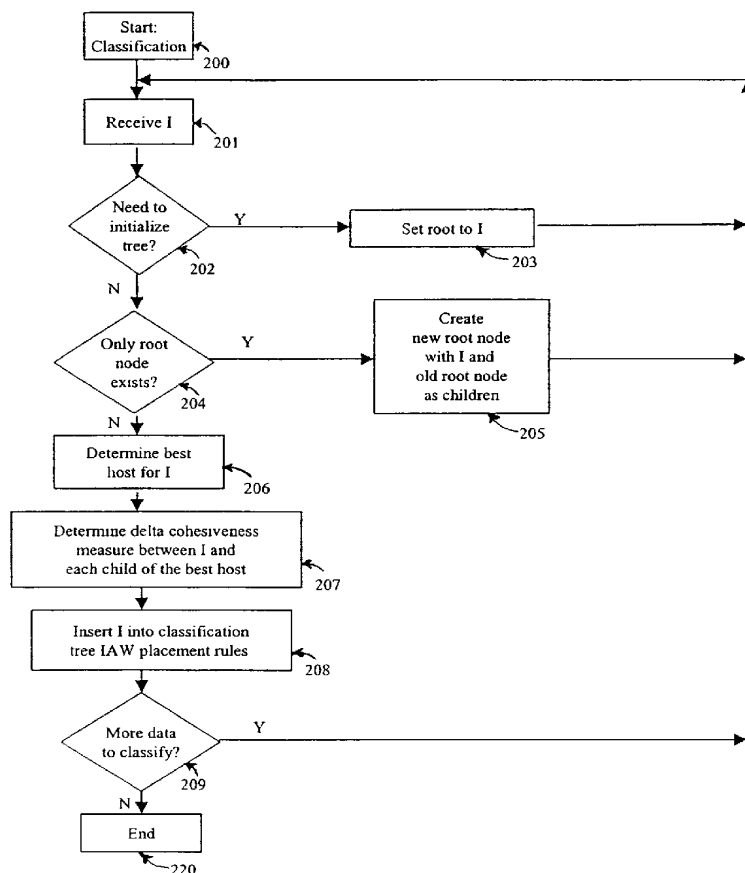 Start:
Classification
200
Receive I
201
Need to
initialize
tree?
202
Y
Set root to I
203
N
Only root
node
exists?
204
Y
Create
new root node
with I and
old root node
as children
205
N
Determine best
host for I
206
Determine delta cohesiveness
measure between I and
each child of the best host
207
Insert I into classification
tree IAW placement rules
208
More data
to classify?
209
Y
N
End
220